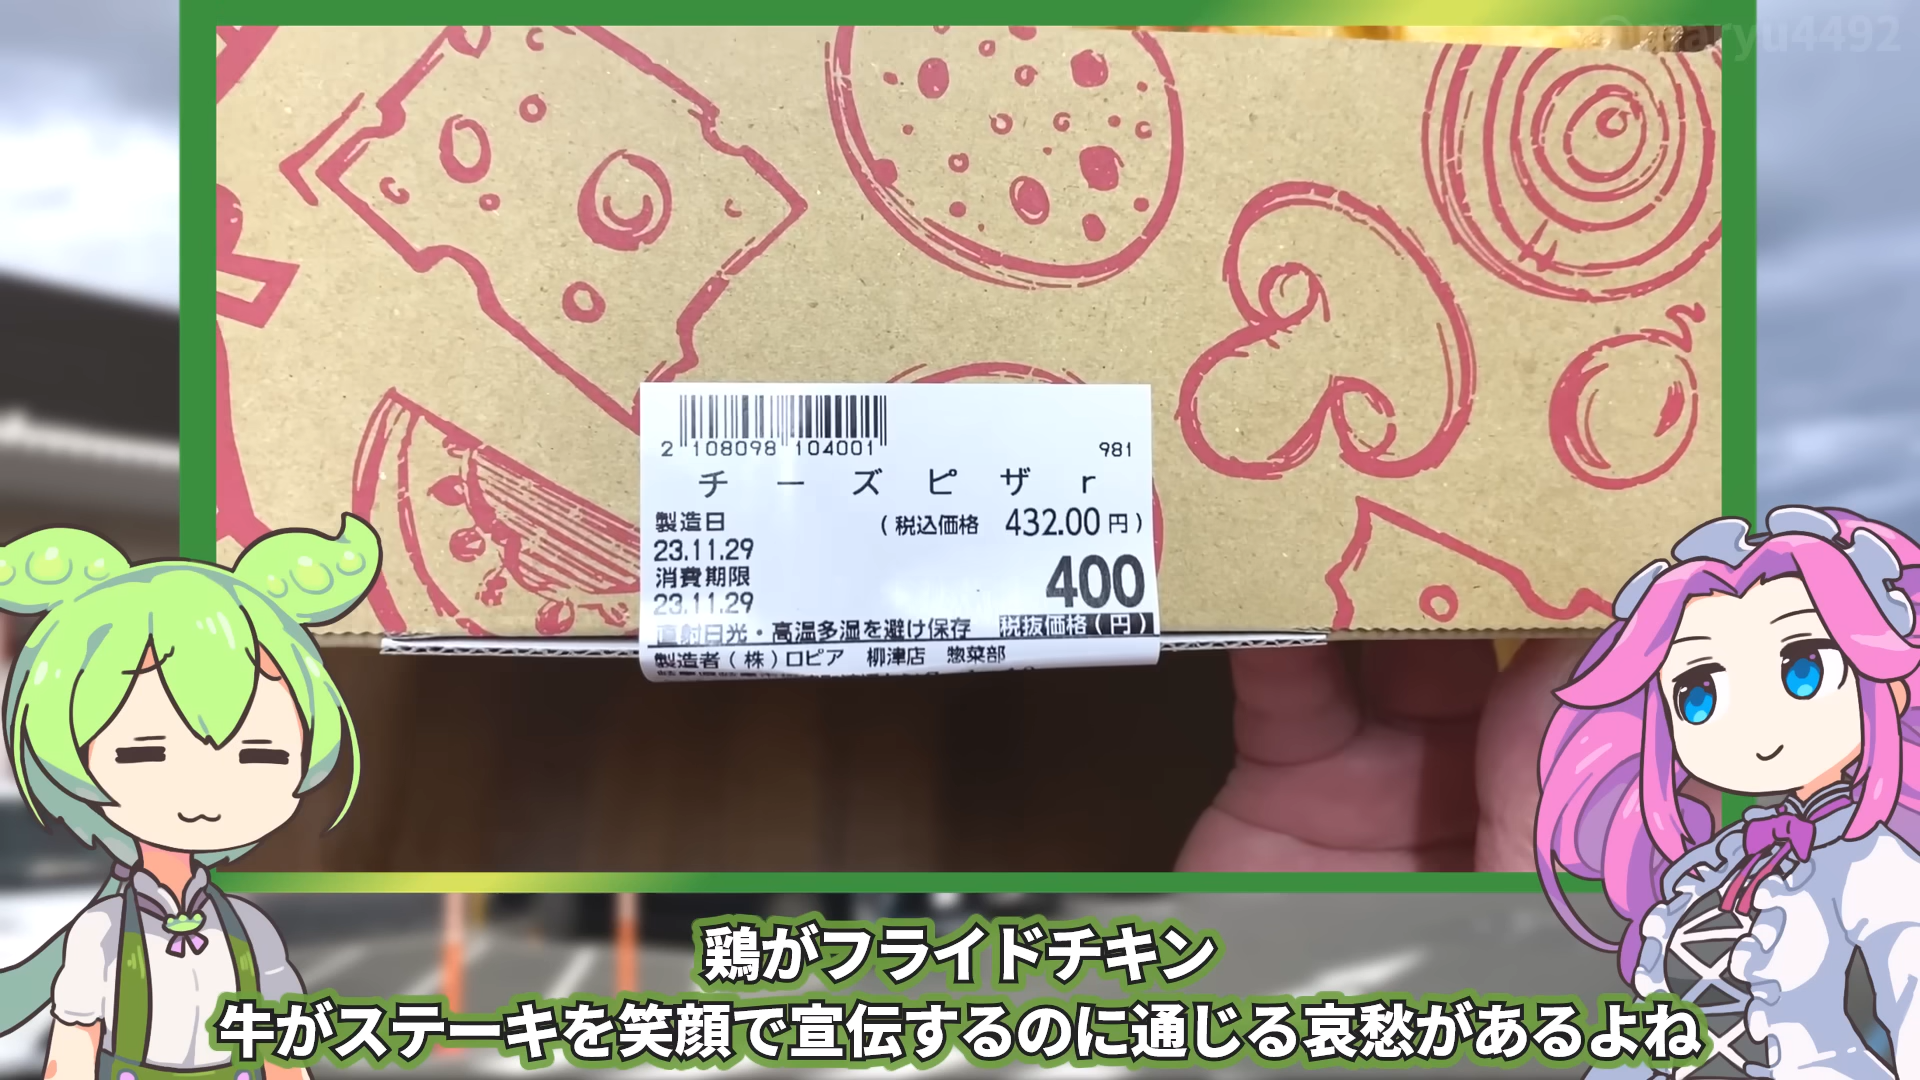 @maryu4492
2 108098 104001
981
チーズピザr
製造日
(税込価格 432.00円)
23.11.29
消費期限
400
23.11.29
直射日光・高温多湿を避け保存 税抜価格(円)
製造者(株)ロピア 柳津店 惣菜部
鶏がフライドチキン
牛がステーキを笑顔で宣伝するのに通じる哀愁があるよね